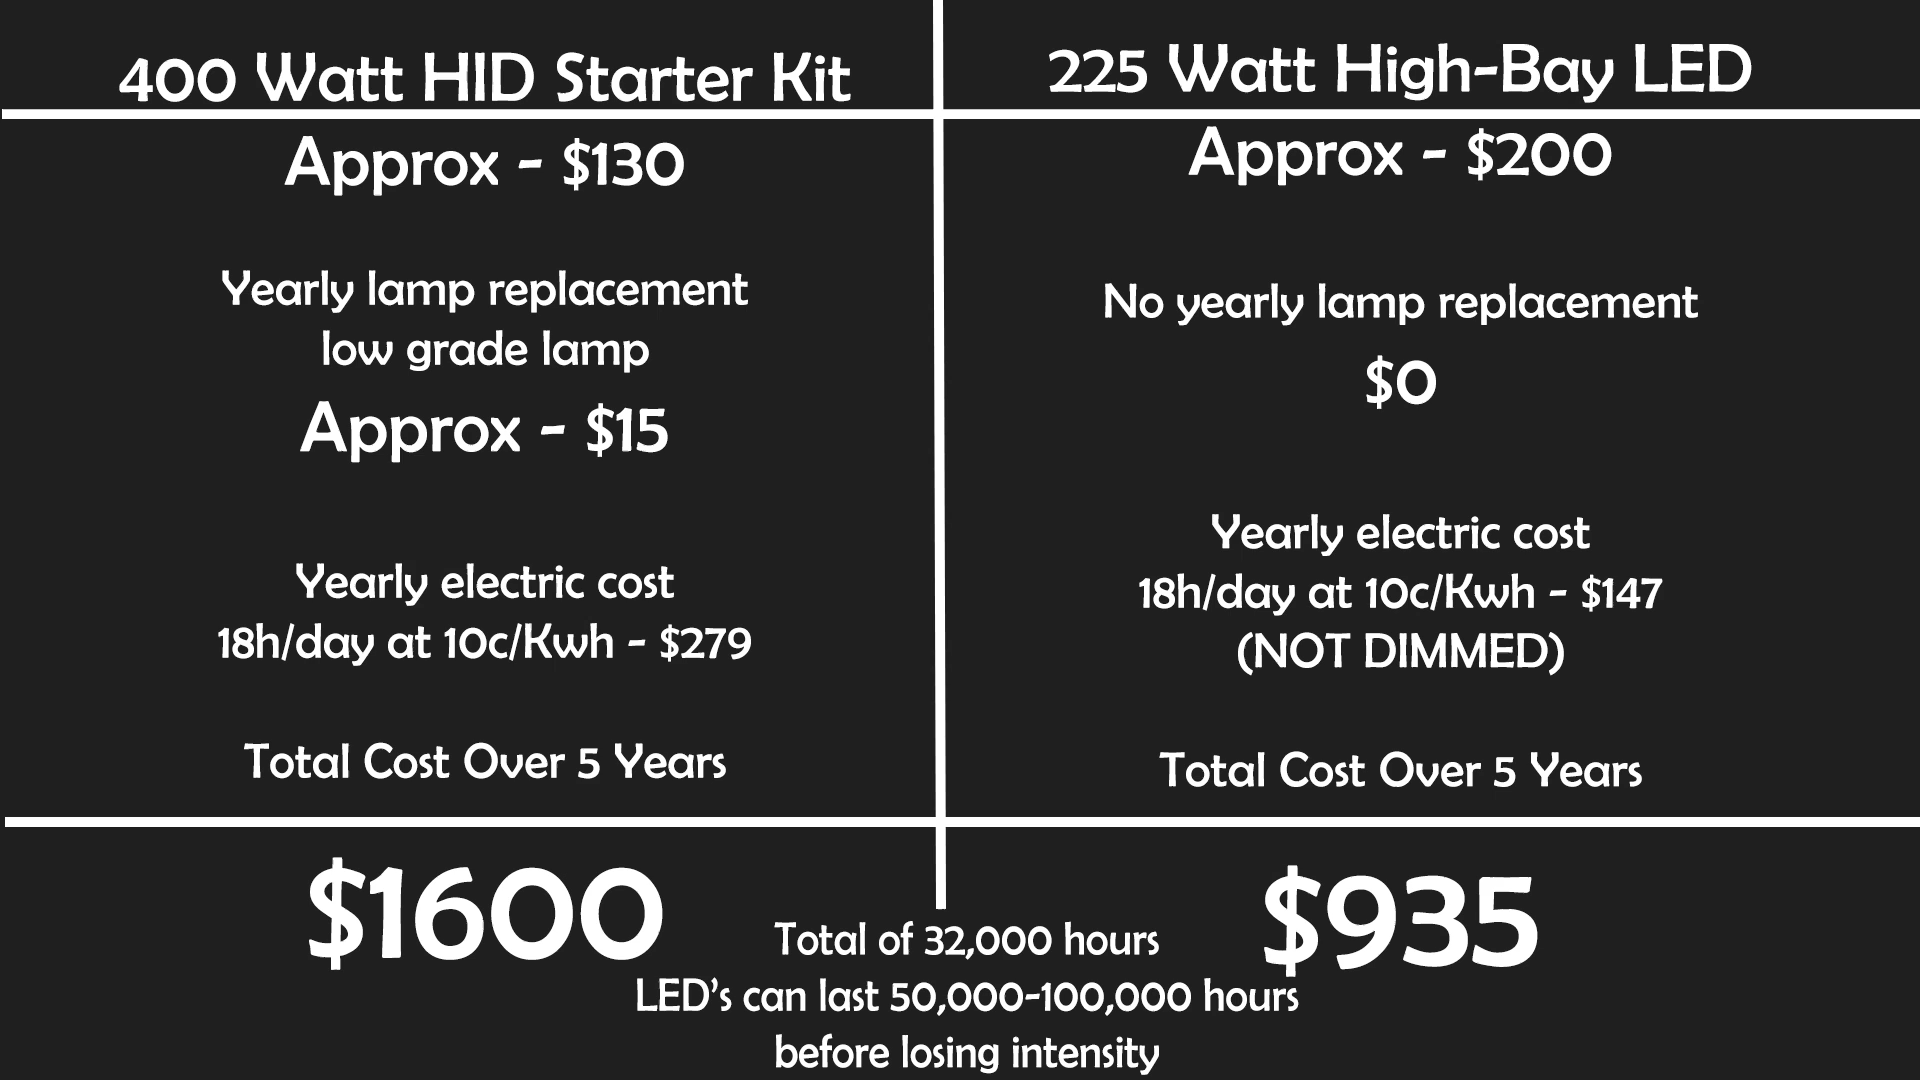 400 Watt HID Starter Kit
Approx - $130
Yearly lamp replacement
low grade lamp
Approx - $15
Yearly electric cost
18h/day at 10c/Kwh - $279
Total Cost Over 5 Years
$1600
225 Watt High-Bay LED
Approx - $200
No yearly lamp replacement
$0
Yearly electric cost
18h/day at 10c/Kwh - $147
(NOT DIMMED)
Total Cost Over 5 Years
$935
Total of 32,000 hours
LED's can last 50,000-100,000 hours
before losing intensity